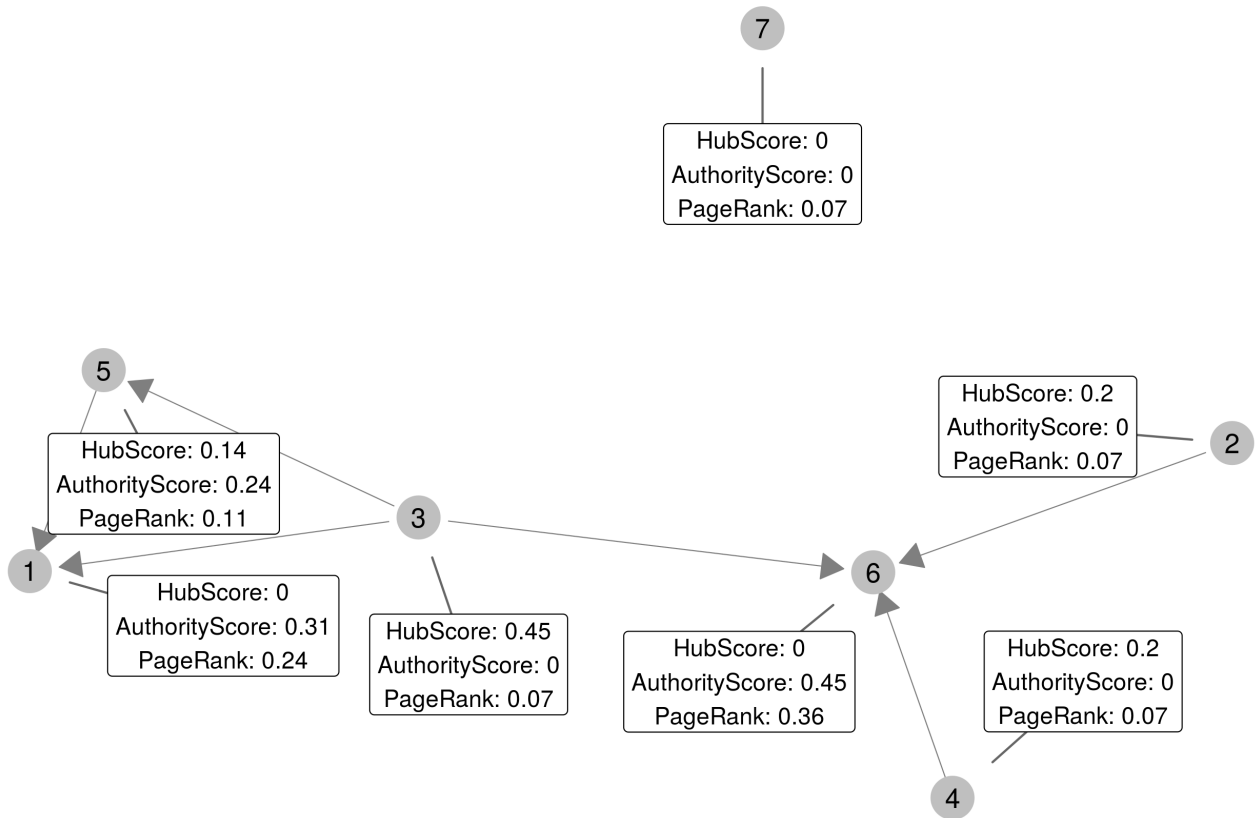 7
HubScore: 0
AuthorityScore: 0
PageRank: 0.07
5
HubScore: 0.14
AuthorityScore: 0.24
PageRank: 0.11
HubScore: 0.2
AuthorityScore: 0
PageRank: 0.07
2
3
1
6
HubScore: 0
AuthorityScore: 0.31
PageRank: 0.24
HubScore: 0.45
AuthorityScore: 0
PageRank: 0.07
HubScore: 0
AuthorityScore: 0.45
PageRank: 0.36
HubScore: 0.2
AuthorityScore: 0
PageRank: 0.07
4